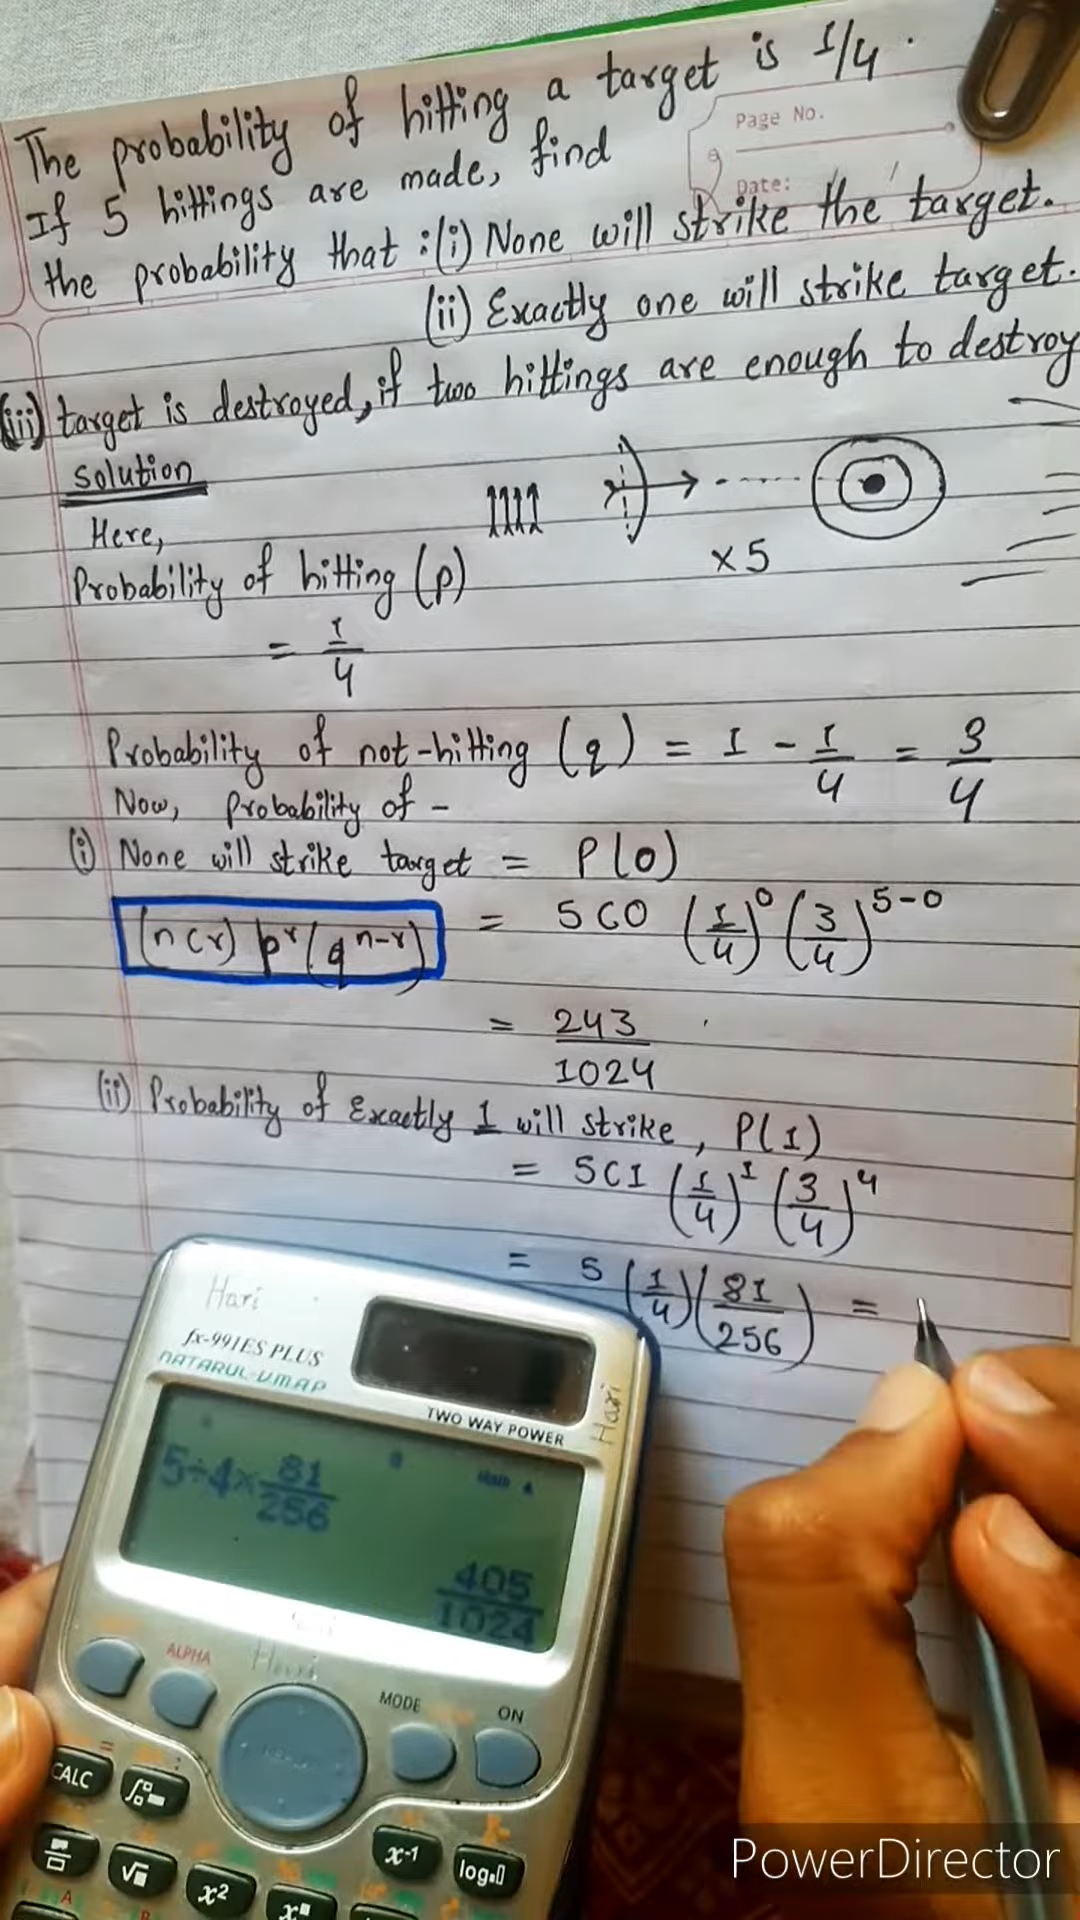 The probability of hitting a target is 1/4.
Page No.
If 5 hittings are made, find
Date:
the probability that :(i) None will strike the target.
(ii) Exactly one will strike target.
(iii) target is destroyed, if two hittings are enough to destroy
Solution
Here,
Probability of hitting (p)
×5
= 1/4
Probability of not-hitting (q) = 1 - 1/4 = 3/4
Now, Probability of -
(i) None will strike target = P(0)
(nCr) p^r (q^n-r) = 5C0 (1/4)^0 (3/4)^5-0
= 243/1024
(ii) Probability of Exactly 1 will strike, P(1)
= 5C1 (1/4)^1 (3/4)^4
= 5 (1/4)(81/256) =
Hari
fx-991ES PLUS
NATURAL-V.P.A.M.
TWO WAY POWER
Hari
Math
5÷4×81/256
405/1024
ALPHA
MODE
ON
REPLAY
CALC
x-1
log
√
x2
x
A
B
PowerDirector